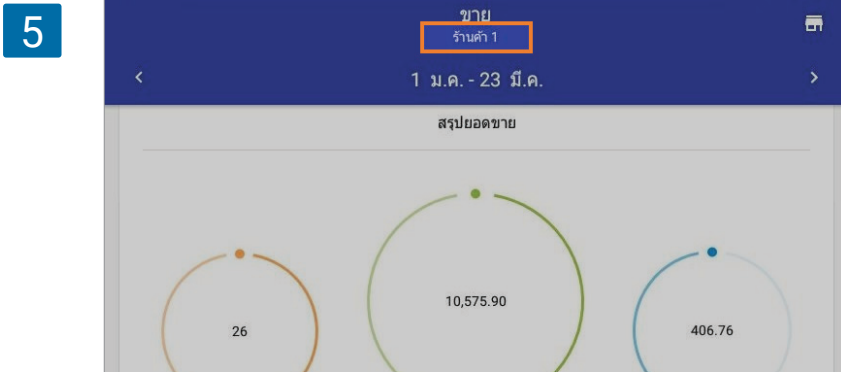 5
ขาย
ร้านค้า 1
1 ม.ค. - 23 มี.ค.
สรุปยอดขาย
26
10,575.90
406.76